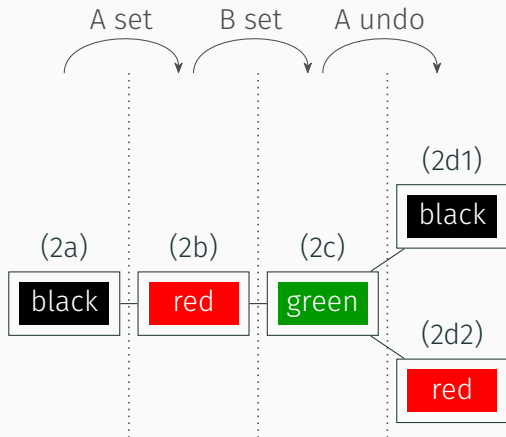 A set B set A undo
(2d1)
black
(2a) (2b) (2c)
black red green
(2d2)
red